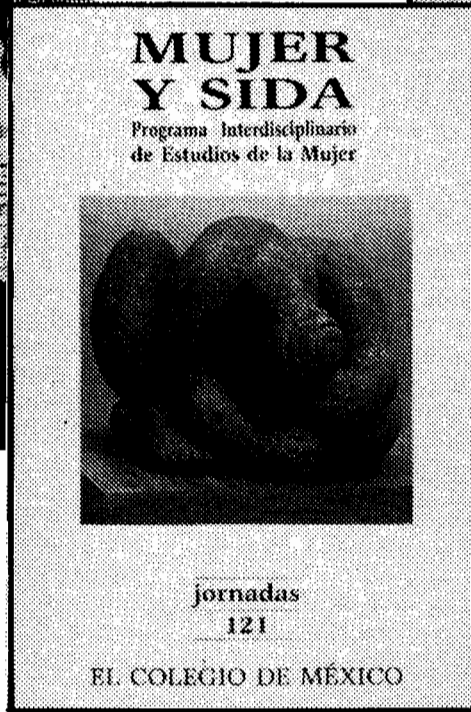 MUJER
Y SIDA
Programa Interdisciplinario
de Estudios de la Mujer
jornadas
121
EL COLEGIO DE MÉXICO